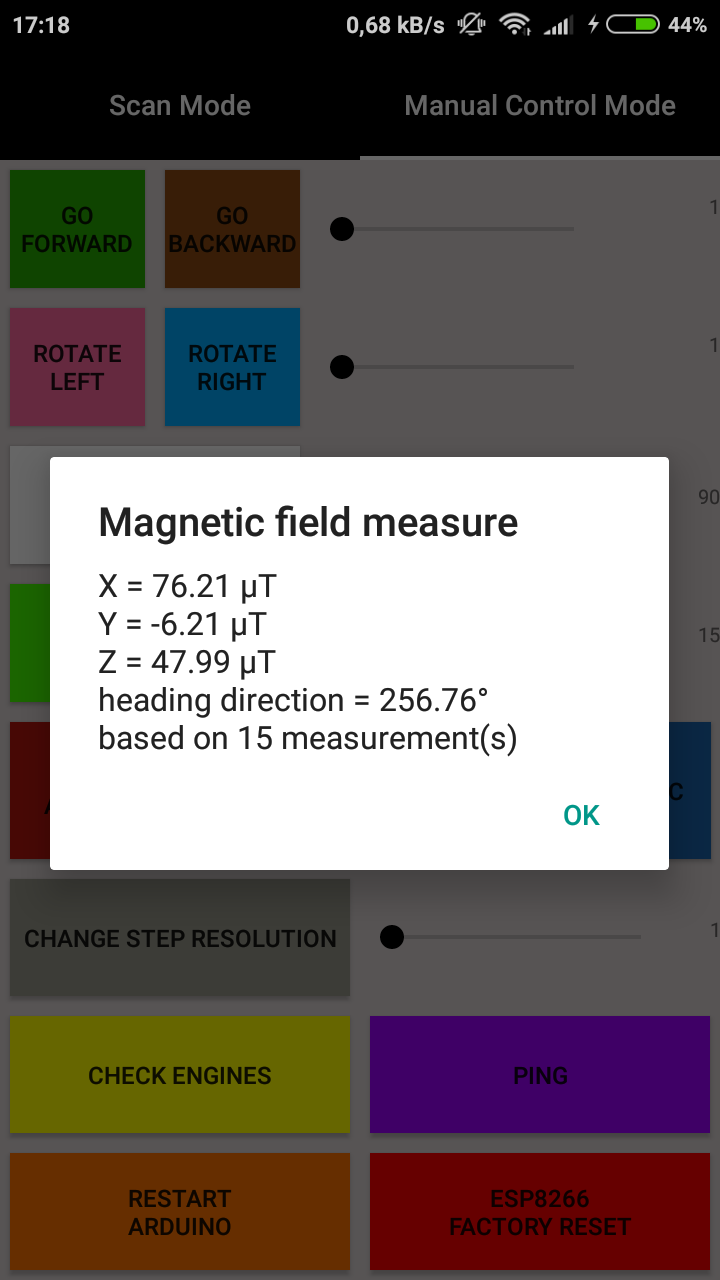 17:18 0,68 kB/s 44%
Scan Mode Manual Control Mode
GO
FORWARD
GO
BACKWARD
1
ROTATE
LEFT
ROTATE
RIGHT
1
90
Magnetic field measure
X = 76.21 µT
Y = -6.21 µT
Z = 47.99 µT
heading direction = 256.76°
based on 15 measurement(s)
OK
15
CHANGE STEP RESOLUTION
1
CHECK ENGINES
PING
RESTART
ARDUINO
ESP8266
FACTORY RESET